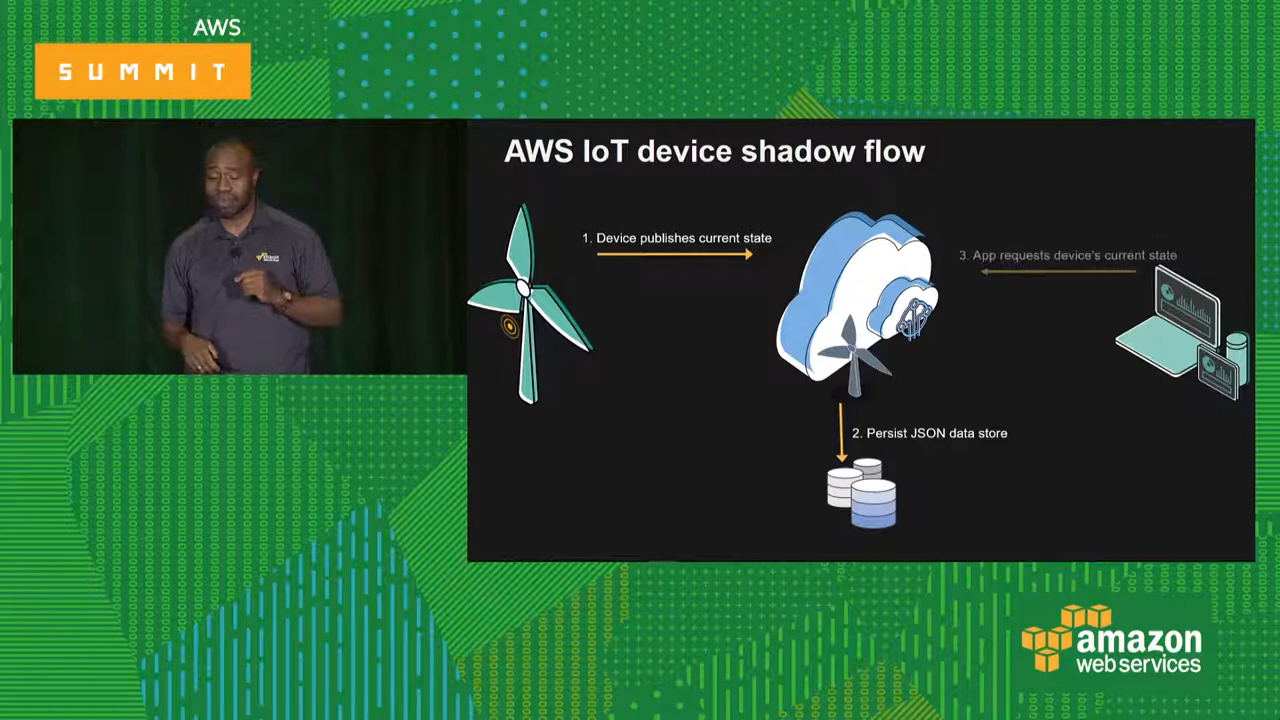 AWS
SUMMIT
AWS IoT device shadow flow
1. Device publishes current state
3. App requests device's current state
2. Persist JSON data store
amazon
web services